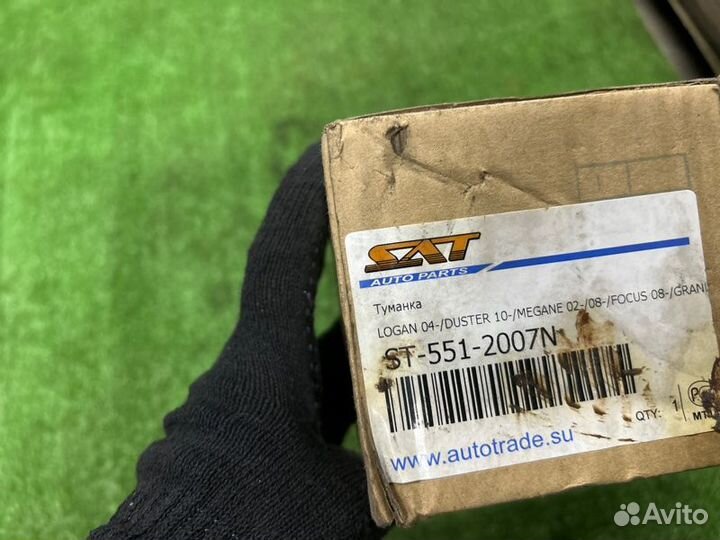 SAT
AUTO PARTS
Туманка
LOGAN 04-/DUSTER 10-/MEGANE 02-/08-/FOCUS 08-/GRAN
ST-551-2007N
QTY: 1
www.autotrade.su
Avito